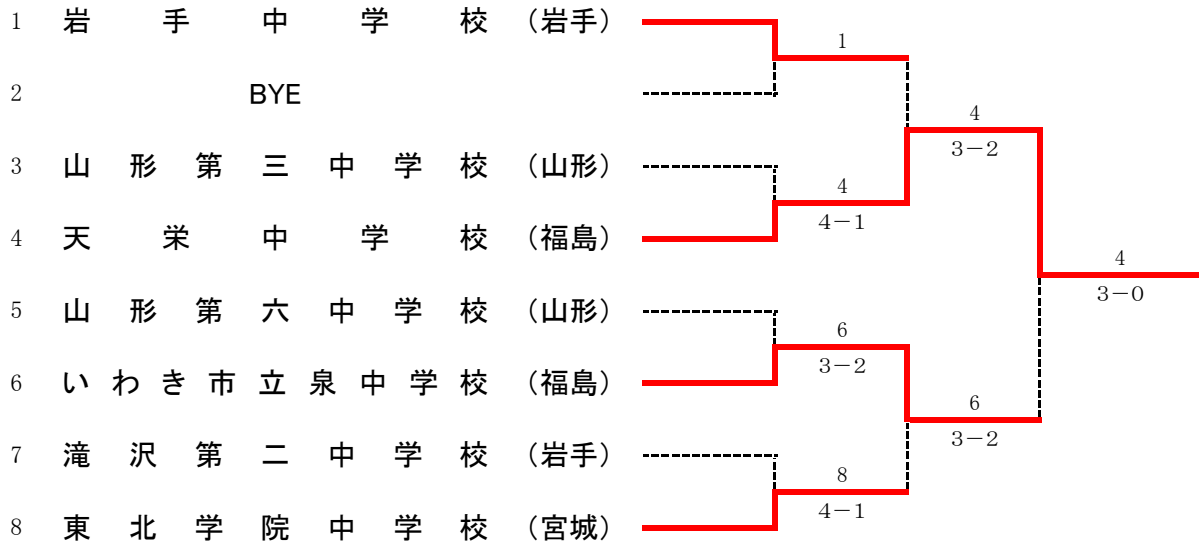 1 岩手中学校 (岩手)
1
2 BYE
4
3-2
3 山形第三中学校 (山形)
4
4-1
4 天栄中学校 (福島)
4
3-0
5 山形第六中学校 (山形)
6
3-2
6 いわき市立泉中学校 (福島)
6
3-2
7 滝沢第二中学校 (岩手)
8
4-1
8 東北学院中学校 (宮城)